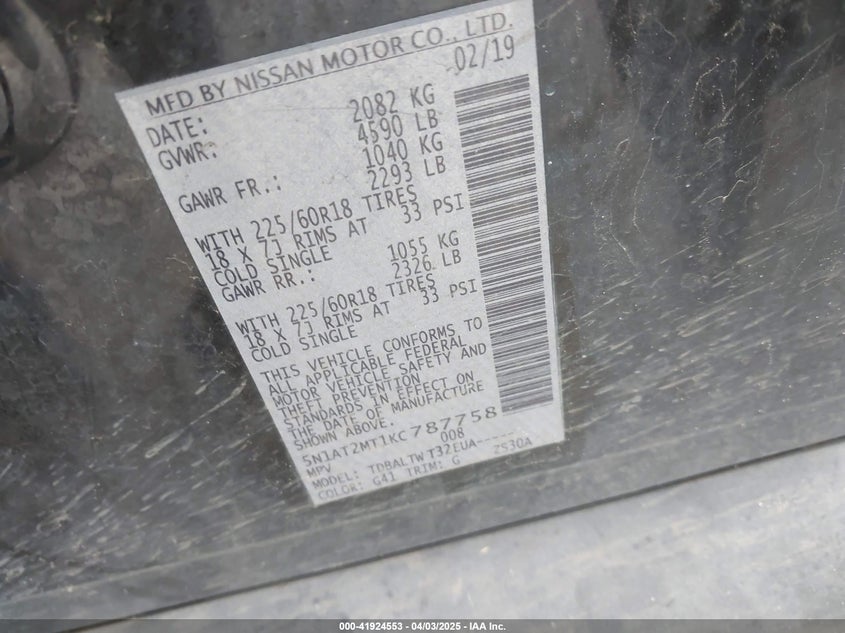 MFD BY NISSAN MOTOR CO., LTD.
DATE: 02/19
GVWR: 2082 KG
4590 LB
GAWR FR.: 1040 KG
2293 LB
WITH 225/60R18 TIRES
18 X 7J RIMS AT 33 PSI
COLD SINGLE
GAWR RR.: 1055 KG
2326 LB
WITH 225/60R18 TIRES
18 X 7J RIMS AT 33 PSI
COLD SINGLE
THIS VEHICLE CONFORMS TO
ALL APPLICABLE FEDERAL
MOTOR VEHICLE SAFETY AND
THEFT PREVENTION
STANDARDS IN EFFECT ON
THE DATE OF MANUFACTURE
SHOWN ABOVE.
5N1AT2MT1KC787758
MPV 008
MODEL: TDBALTWT32EUA-----
COLOR: G41 TRIM: G ZS30A
000-41924553 - 04/03/2025 - IAA Inc.